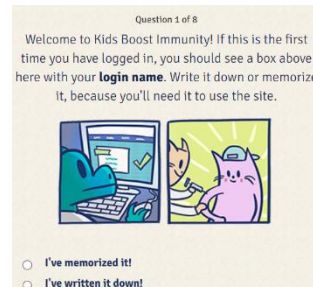 Question 1 of 8
Welcome to Kids Boost Immunity! If this is the first
time you have logged in, you should see a box above
here with your login name. Write it down or memorize
it, because you'll need it to use the site.
I've memorized it!
I've written it down!